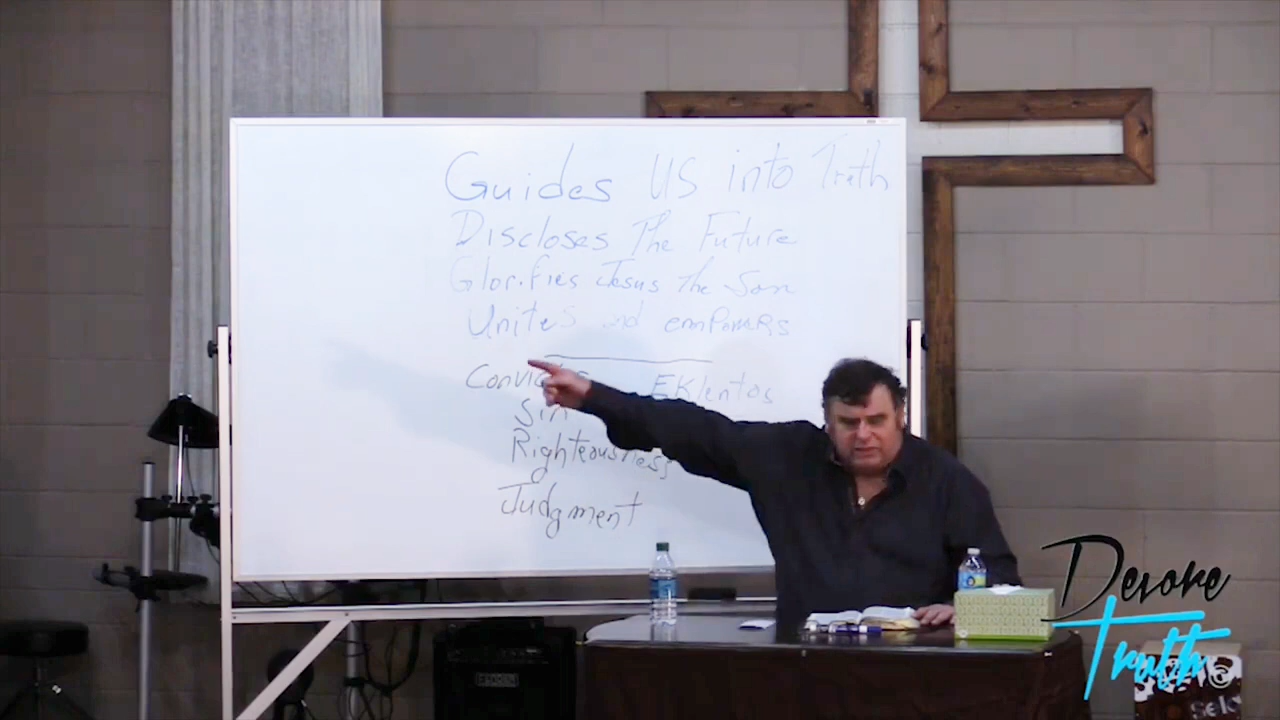 Guides US into Truth
Discloses The Future
Glorifies Jesus The Son
Unites and emPowers
Convicts EKlentos
Sin
Righteousness
Judgment
Devore
Truth